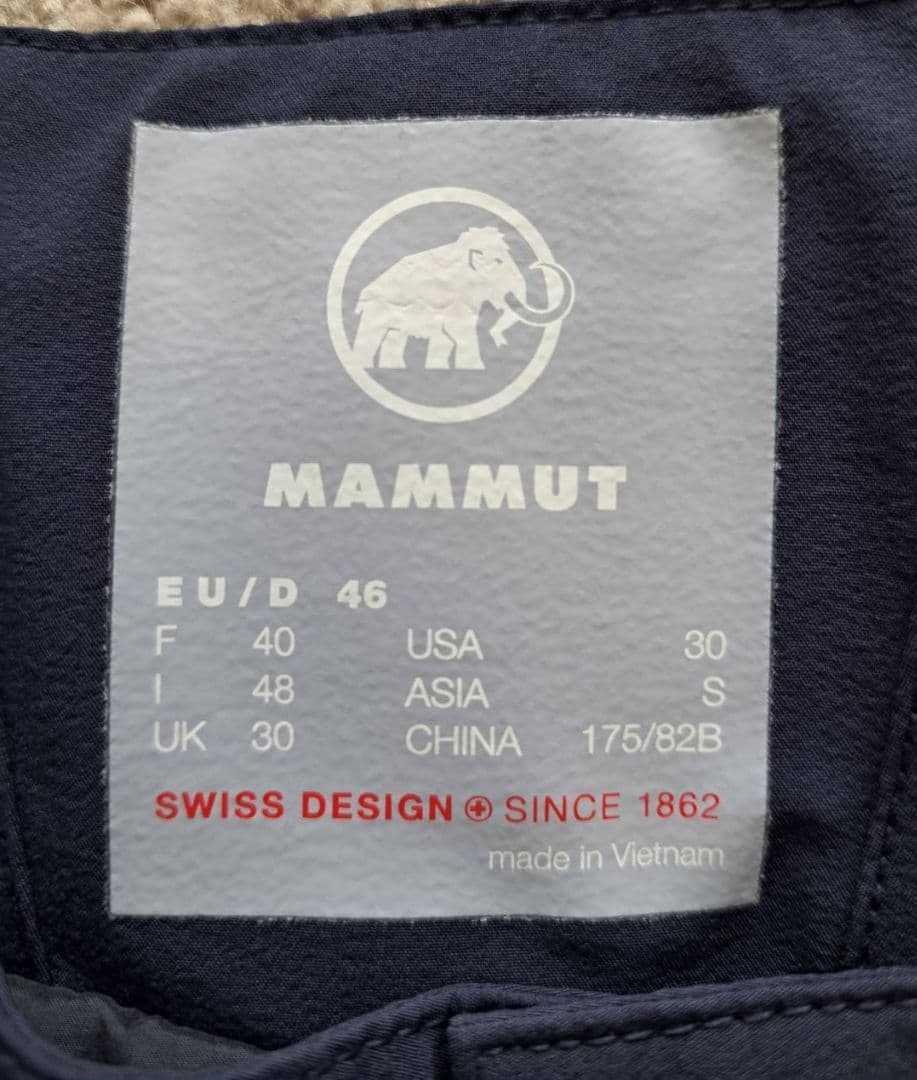 MAMMUT
EU/D 46
F 40 USA 30
I 48 ASIA S
UK 30 CHINA 175/82B
SWISS DESIGN SINCE 1862
made in Vietnam